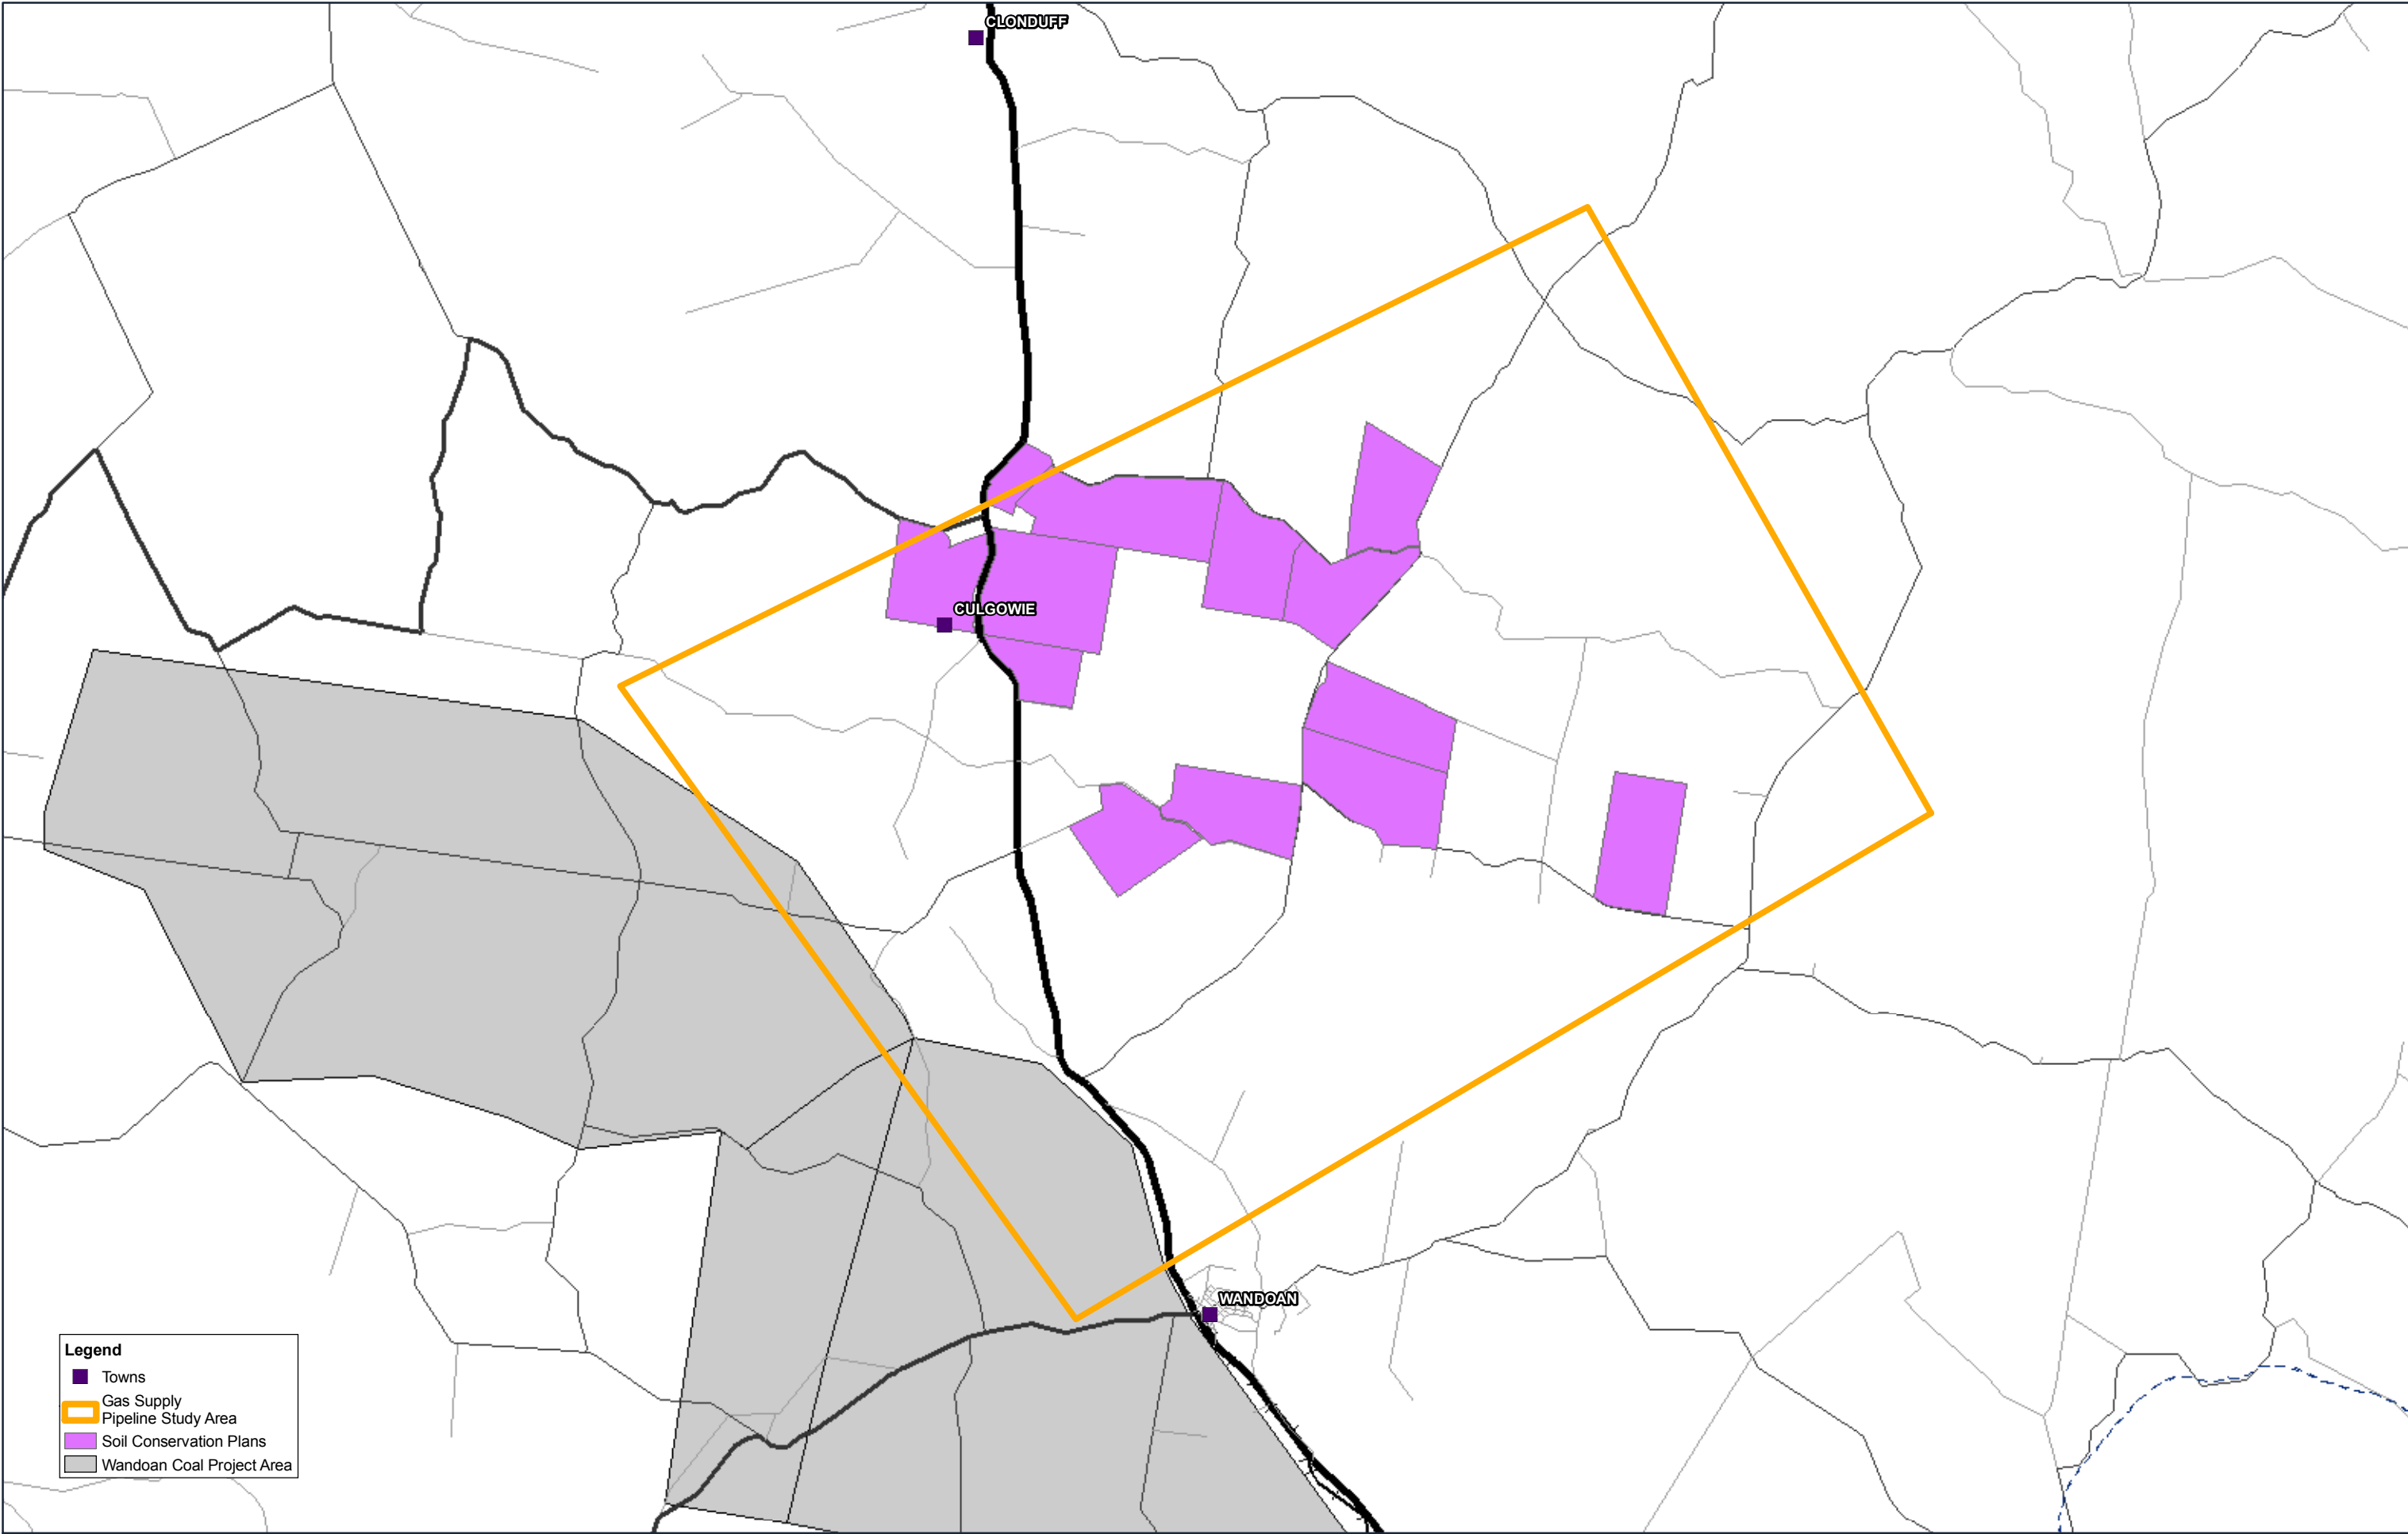 CLONDUFF
CULGOWIE
WANDOAN
Legend
Towns
Gas Supply
Pipeline Study Area
Soil Conservation Plans
Wandoan Coal Project Area